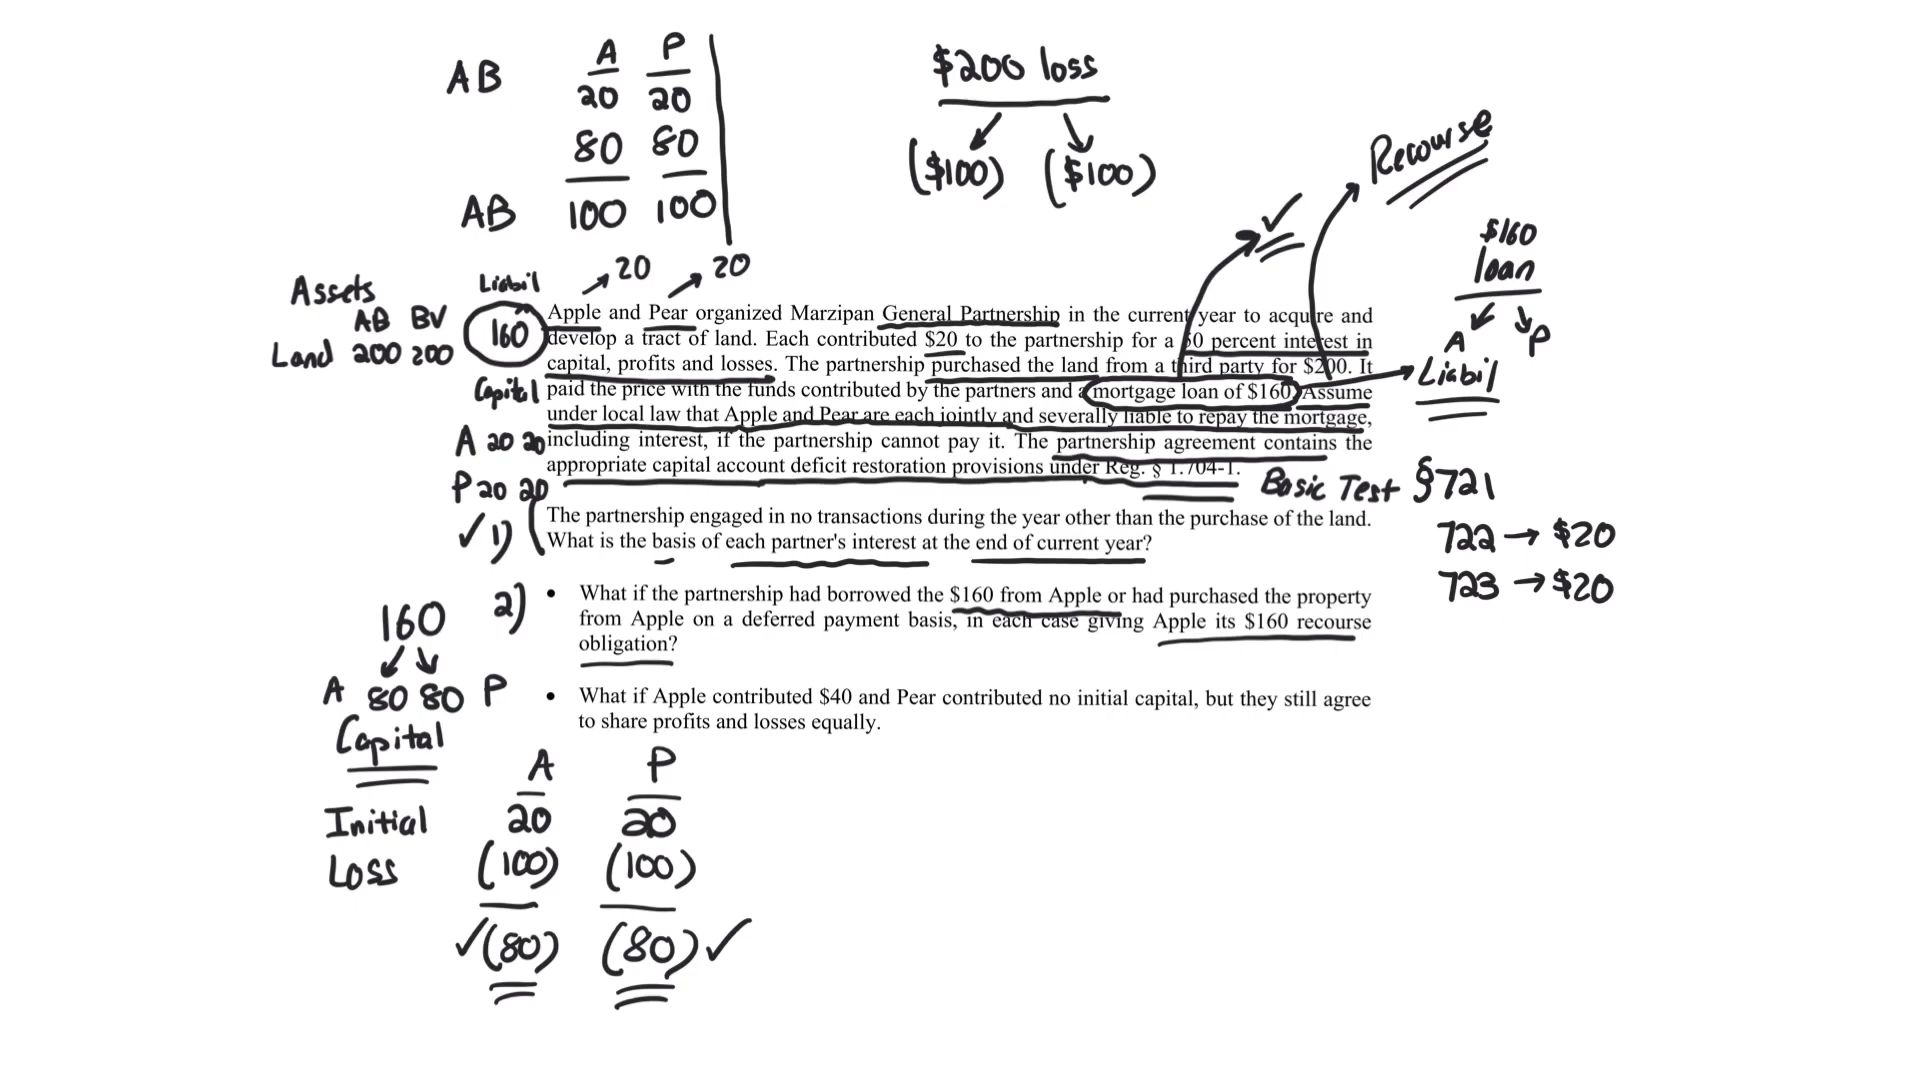 A P
AB 20 20
80 80
AB 100 100
$200 loss
($100) ($100)
Recourse
$160
loan
A P
Liabil
20 20
Assets Liabil
AB BV
Land 200 200 160
Capital
A 20 20
P 20 20
Apple and Pear organized Marzipan General Partnership in the current year to acquire and
develop a tract of land. Each contributed $20 to the partnership for a 50 percent interest in
capital, profits and losses. The partnership purchased the land from a third party for $200. It
paid the price with the funds contributed by the partners and a mortgage loan of $160. Assume
under local law that Apple and Pear are each jointly and severally liable to repay the mortgage,
including interest, if the partnership cannot pay it. The partnership agreement contains the
appropriate capital account deficit restoration provisions under Reg. § 1.704-1.
Basic Test §721
722 → $20
723 → $20
✓ 1) The partnership engaged in no transactions during the year other than the purchase of the land.
What is the basis of each partner's interest at the end of current year?
2) • What if the partnership had borrowed the $160 from Apple or had purchased the property
from Apple on a deferred payment basis, in each case giving Apple its $160 recourse
obligation?
• What if Apple contributed $40 and Pear contributed no initial capital, but they still agree
to share profits and losses equally.
160
A 80 80 P
Capital
A P
Initial 20 20
Loss (100) (100)
✓(80) (80)✓